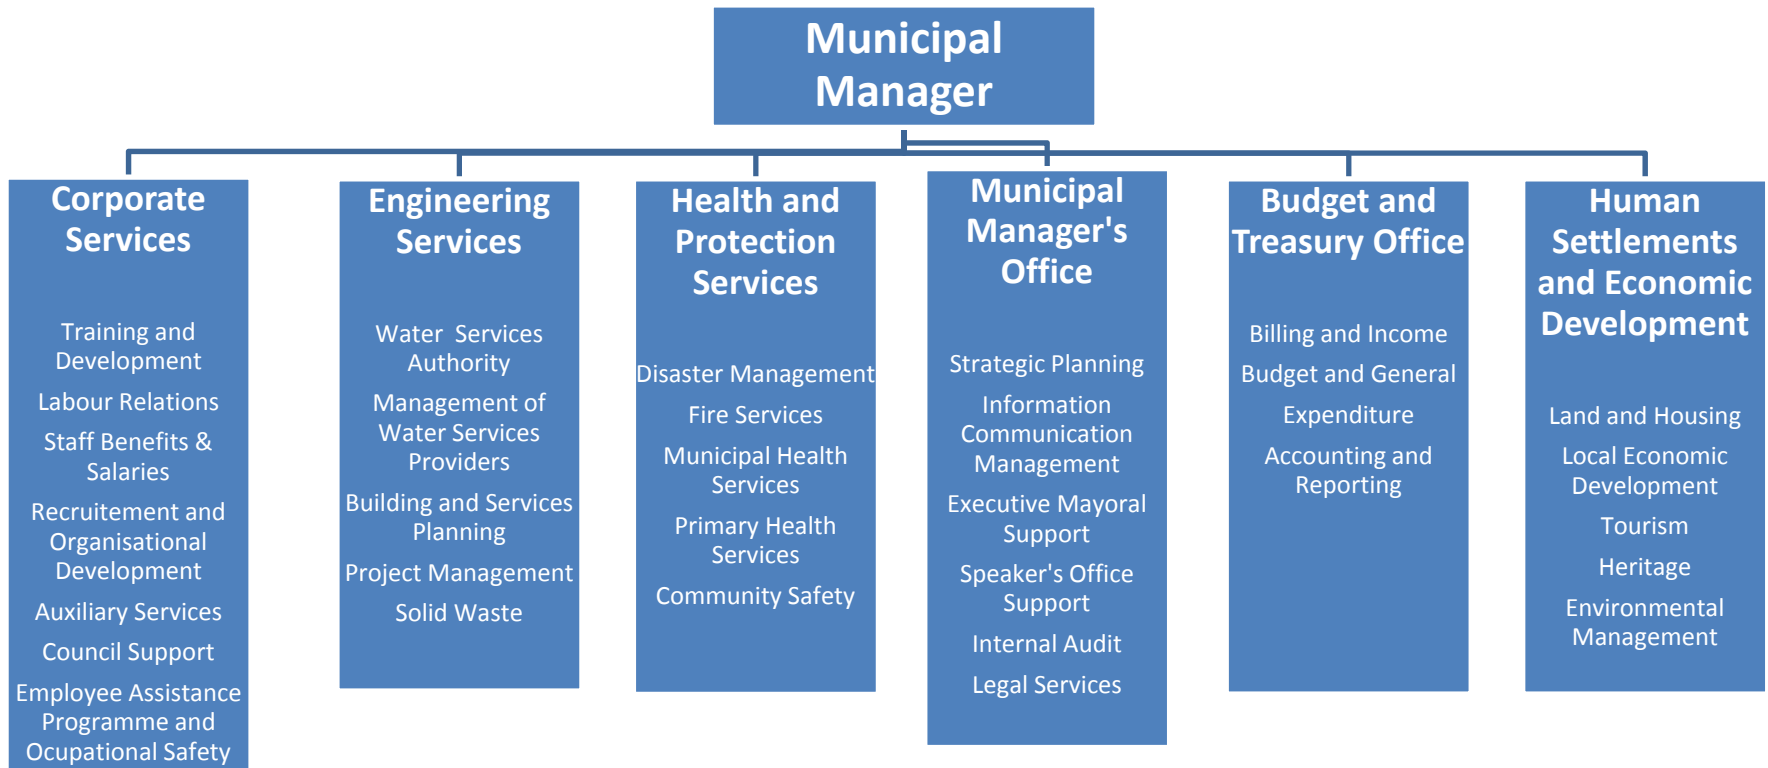 Municipal
Manager
Corporate
Services
Training and
Development
Labour Relations
Staff Benefits &
Salaries
Recruitement and
Organisational
Development
Auxiliary Services
Council Support
Employee Assistance
Programme and
Ocupational Safety
Engineering
Services
Water Services
Authority
Management of
Water Services
Providers
Building and Services
Planning
Project Management
Solid Waste
Health and
Protection
Services
Disaster Management
Fire Services
Municipal Health
Services
Primary Health
Services
Community Safety
Municipal
Manager's
Office
Strategic Planning
Information
Communication
Management
Executive Mayoral
Support
Speaker's Office
Support
Internal Audit
Legal Services
Budget and
Treasury Office
Billing and Income
Budget and General
Expenditure
Accounting and
Reporting
Human
Settlements
and Economic
Development
Land and Housing
Local Economic
Development
Tourism
Heritage
Environmental
Management